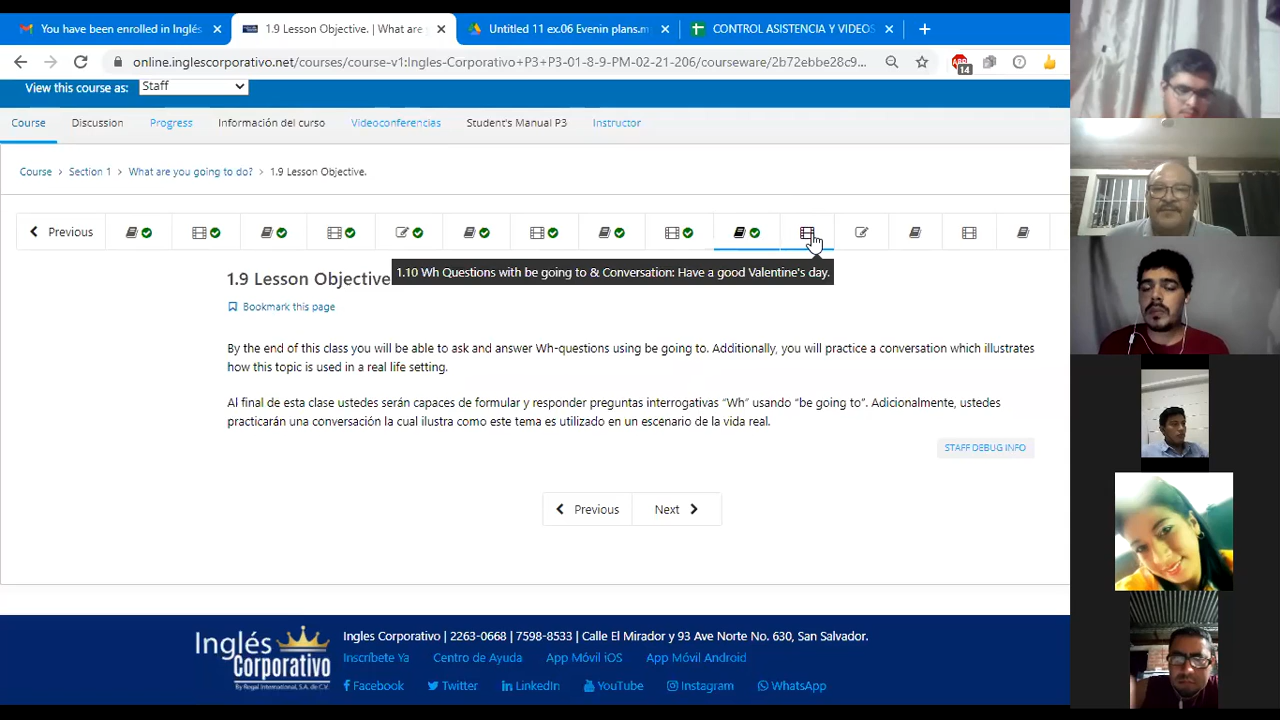 You have been enrolled in Inglés
1.9 Lesson Objective. | What are
Untitled 11 ex.06 Evenin plans.m
CONTROL ASISTENCIA Y VIDEOS
online.inglescorporativo.net/courses/course-v1:Ingles-Corporativo+P3+P3-01-8-9-PM-02-21-206/courseware/2b72ebbe28c9...
14
View this course as:
Staff
Course
Discussion
Progress
Información del curso
Videoconferencias
Student's Manual P3
Instructor
Course > Section 1 > What are you going to do? > 1.9 Lesson Objective.
Previous
1.10 Wh Questions with be going to & Conversation: Have a good Valentine's day.
1.9 Lesson Objective
Bookmark this page
By the end of this class you will be able to ask and answer Wh-questions using be going to. Additionally, you will practice a conversation which illustrates
how this topic is used in a real life setting.
Al final de esta clase ustedes serán capaces de formular y responder preguntas interrogativas “Wh” usando “be going to”. Adicionalmente, ustedes
practicarán una conversación la cual ilustra como este tema es utilizado en un escenario de la vida real.
STAFF DEBUG INFO
Previous
Next
Inglés
Corporativo
By Royal International, S.A. de C.V.
Ingles Corporativo | 2263-0668 | 7598-8533 | Calle El Mirador y 93 Ave Norte No. 630, San Salvador.
Inscríbete Ya
Centro de Ayuda
App Móvil iOS
App Móvil Android
Facebook
Twitter
LinkedIn
YouTube
Instagram
WhatsApp